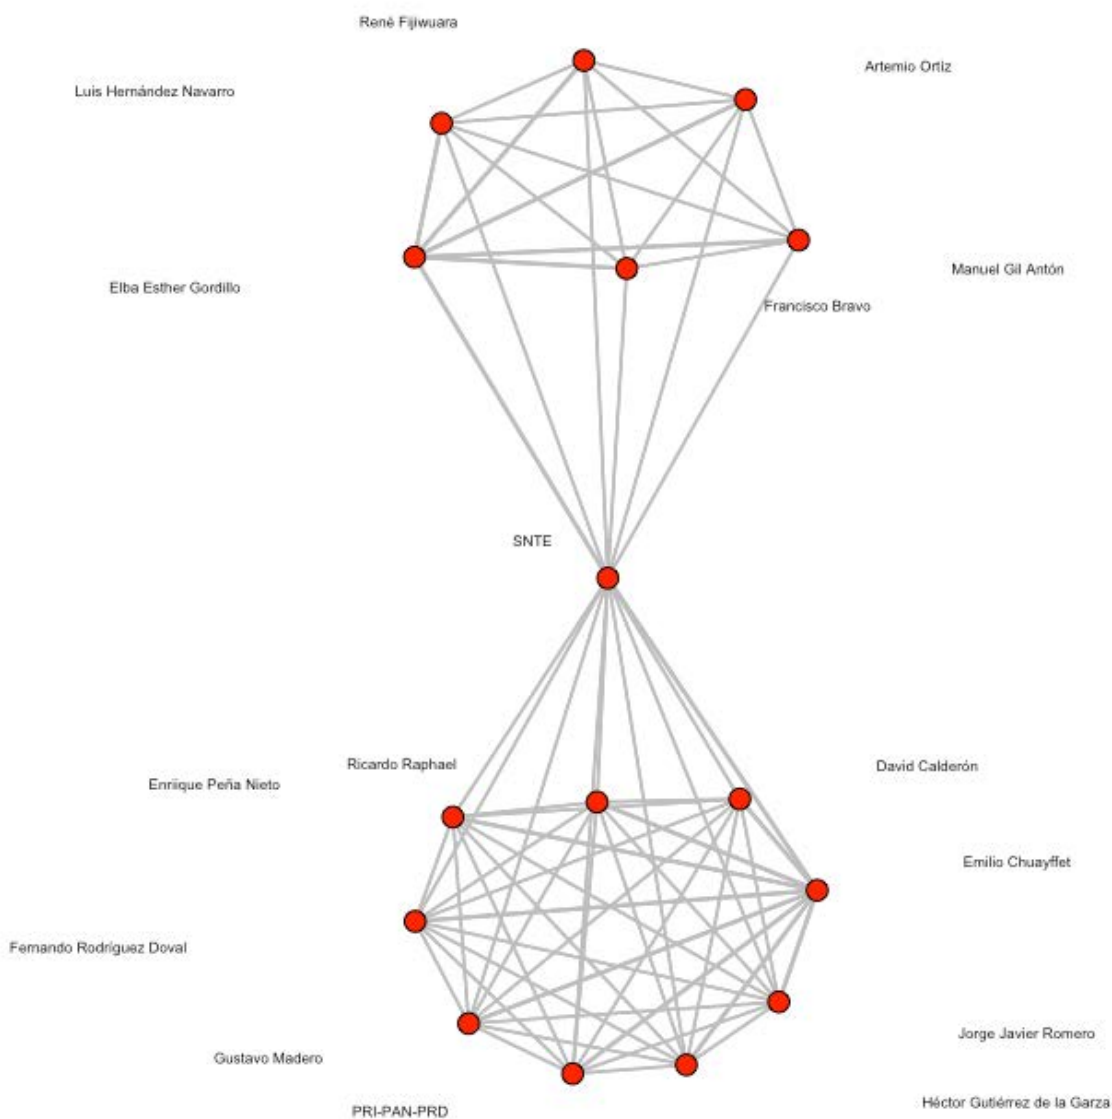 René Fijiwuara
Artemio Ortíz
Luis Hernández Navarro
Manuel Gil Antón
Elba Esther Gordillo
Francisco Bravo
SNTE
Ricardo Raphael
David Calderón
Enriique Peña Nieto
Emilio Chuayffet
Fernando Rodríguez Doval
Jorge Javier Romero
Gustavo Madero
Héctor Gutiérrez de la Garza
PRI-PAN-PRD